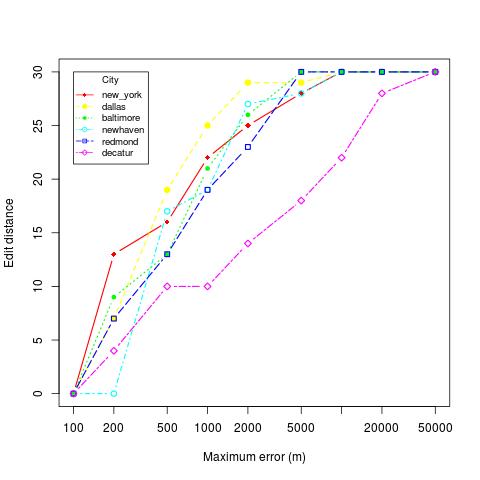 30
25
20
15
10
5
0
Edit distance
City
new_york
dallas
baltimore
newhaven
redmond
decatur
100 200 500 1000 2000 5000 20000 50000
Maximum error (m)